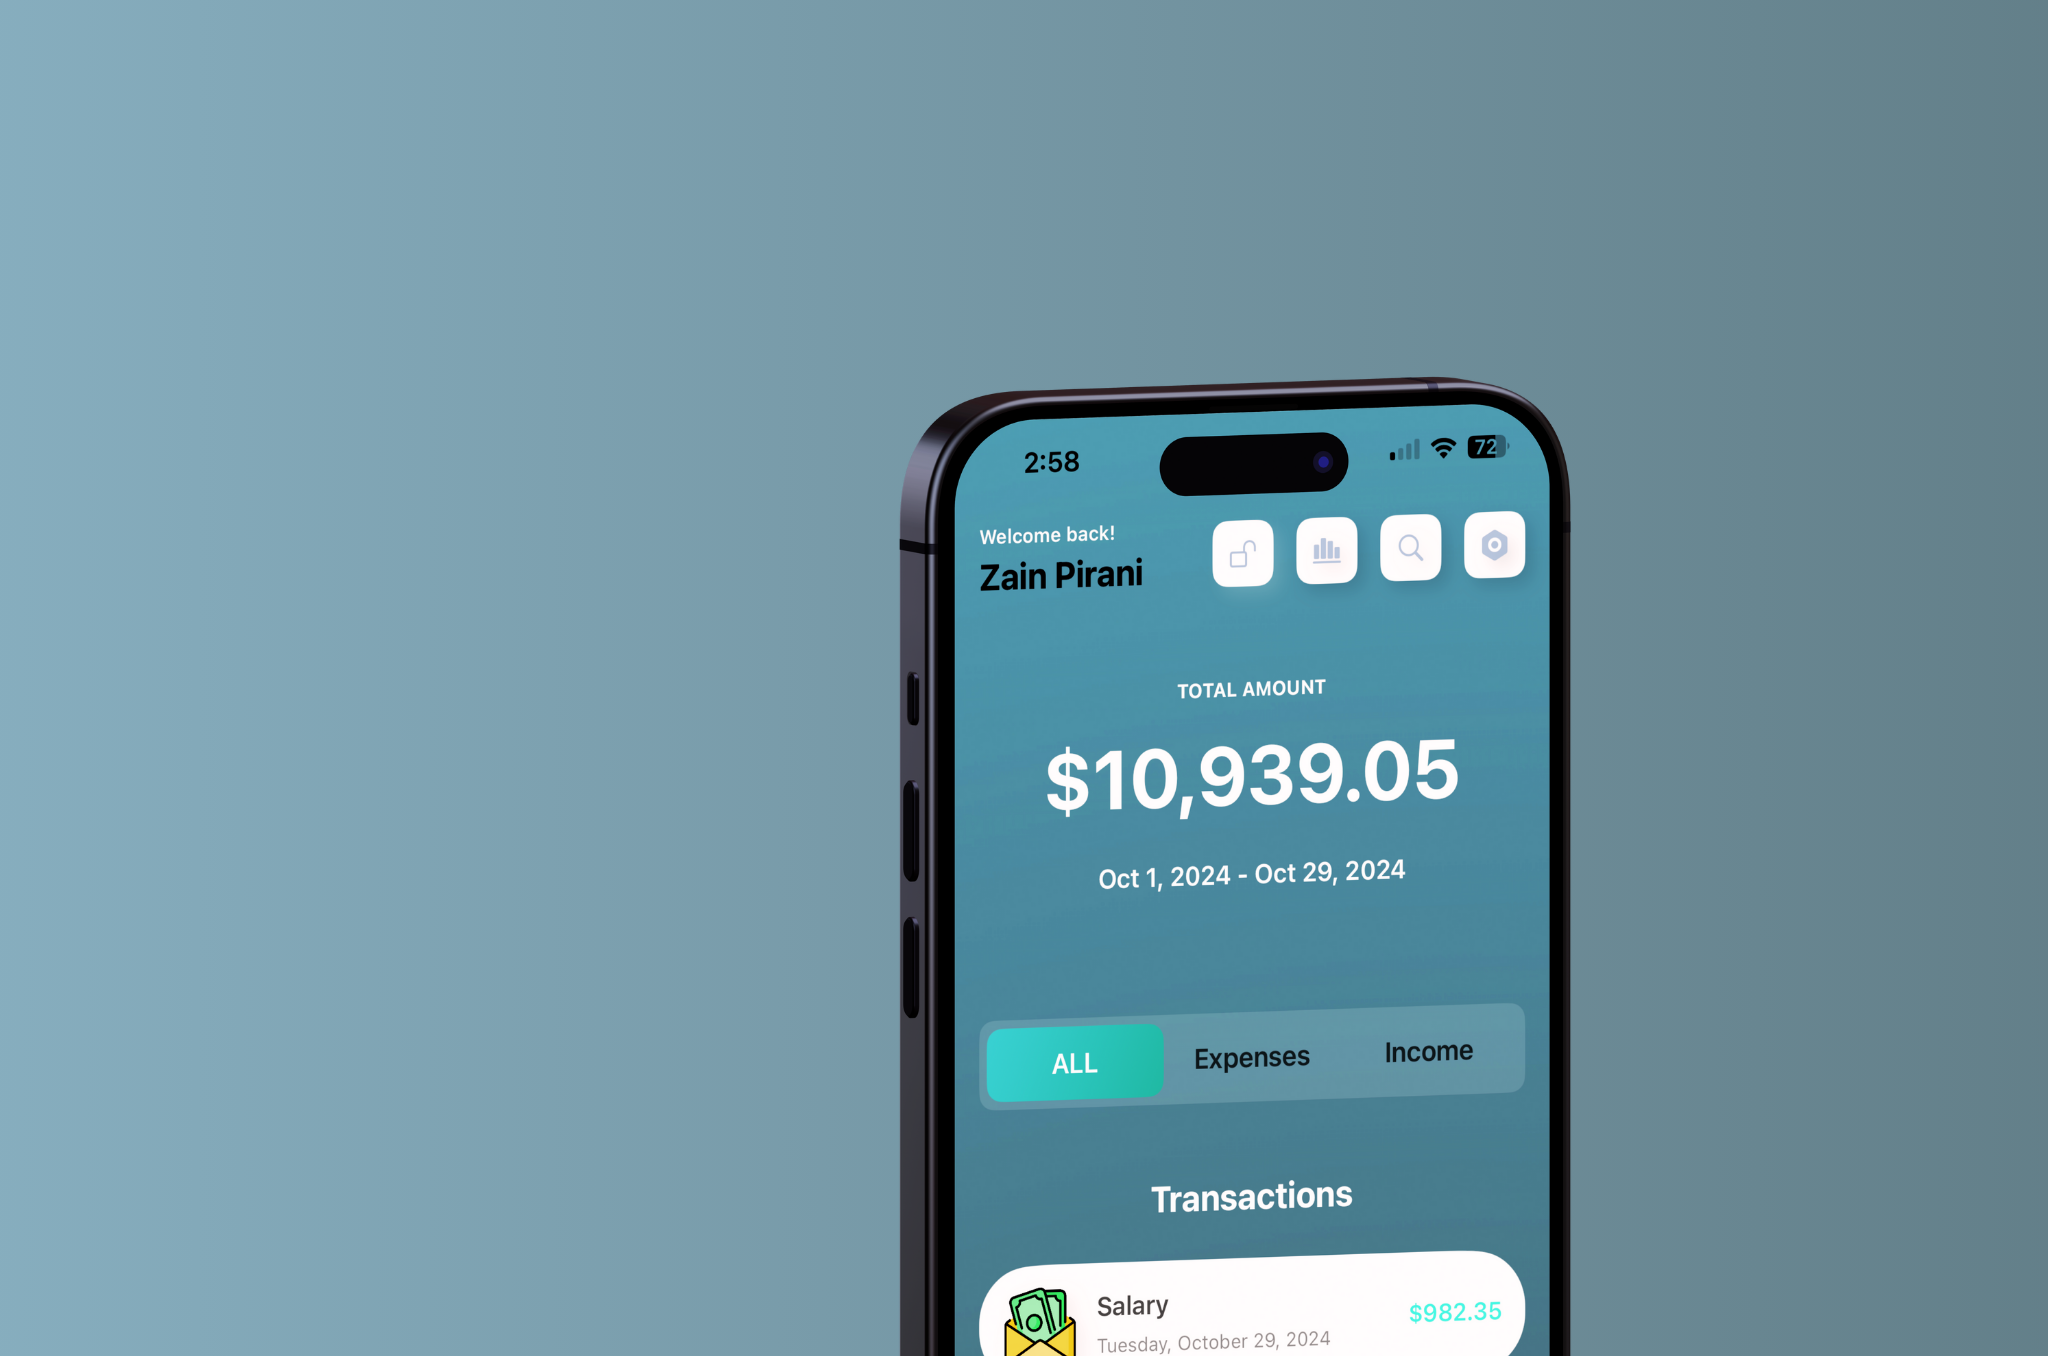 2:58
72
Welcome back!
Zain Pirani
TOTAL AMOUNT
$10,939.05
Oct 1, 2024 - Oct 29, 2024
ALL Expenses Income
Transactions
Salary
$982.35
Tuesday, October 29, 2024